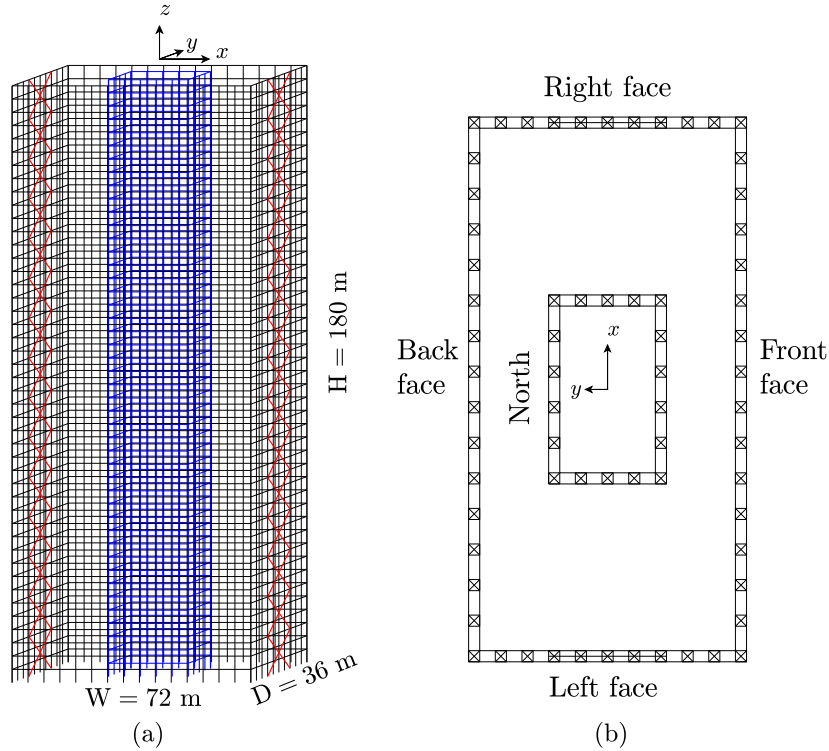 z
y
x
H = 180 m
W = 72 m
D = 36 m
(a)
Right face
Back
face
North
x
y
Front
face
Left face
(b)